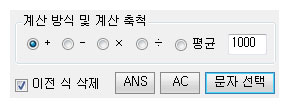 계산 방식 및 계산 흭척
+ - × ÷ 평균 1000
이전 식 삭제 ANS AC 문자 선택